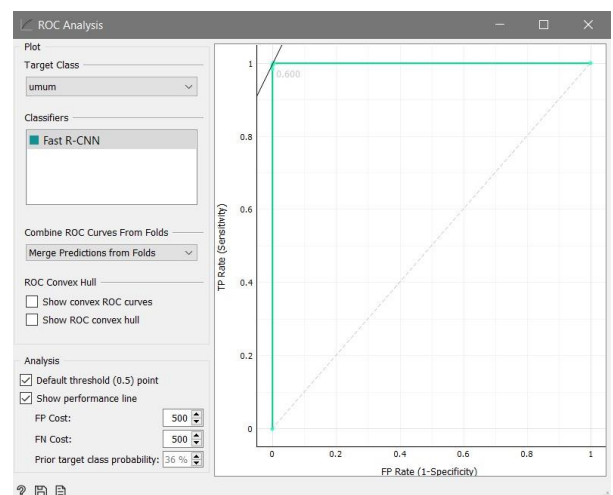 ROC Analysis
Plot
Target Class
umum
Classifiers
Fast R-CNN
Combine ROC Curves From Folds
Merge Predictions from Folds
ROC Convex Hull
Show convex ROC curves
Show ROC convex hull
Analysis
Default threshold (0.5) point
Show performance line
FP Cost: 500
FN Cost: 500
Prior target class probability: 36 %
TP Rate (Sensitivity)
1
0.8
0.6
0.4
0.2
0
0.600
0 0.2 0.4 0.6 0.8 1
FP Rate (1-Specificity)